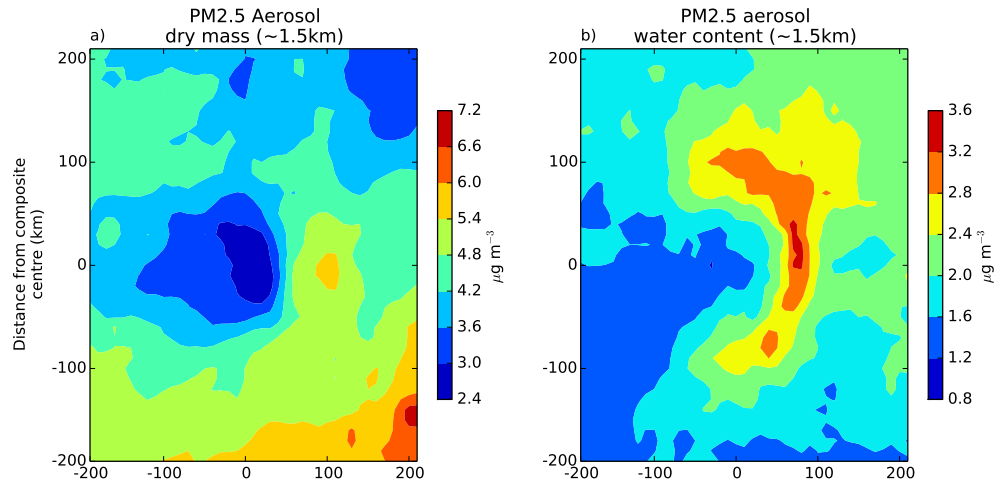 PM2.5 Aerosol
dry mass (~1.5km)
a)
200
100
0
-100
-200
Distance from composite
centre (km)
-200 -100 0 100 200
7.2
6.6
6.0
5.4
4.8
4.2
3.6
3.0
2.4
μg m⁻³
PM2.5 aerosol
water content (~1.5km)
b)
200
100
0
-100
-200
-200 -100 0 100 200
3.6
3.2
2.8
2.4
2.0
1.6
1.2
0.8
μg m⁻³